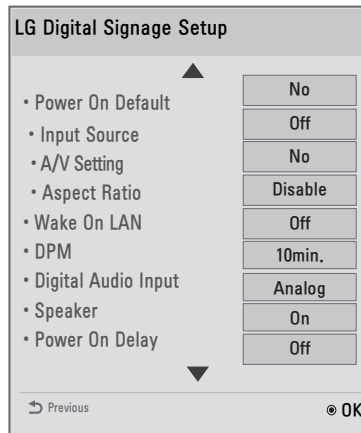 LG Digital Signage Setup
• Power On Default
No
• Input Source
Off
• A/V Setting
No
• Aspect Ratio
Disable
• Wake On LAN
Off
• DPM
10min.
• Digital Audio Input
Analog
• Speaker
On
• Power On Delay
Off
Previous
OK